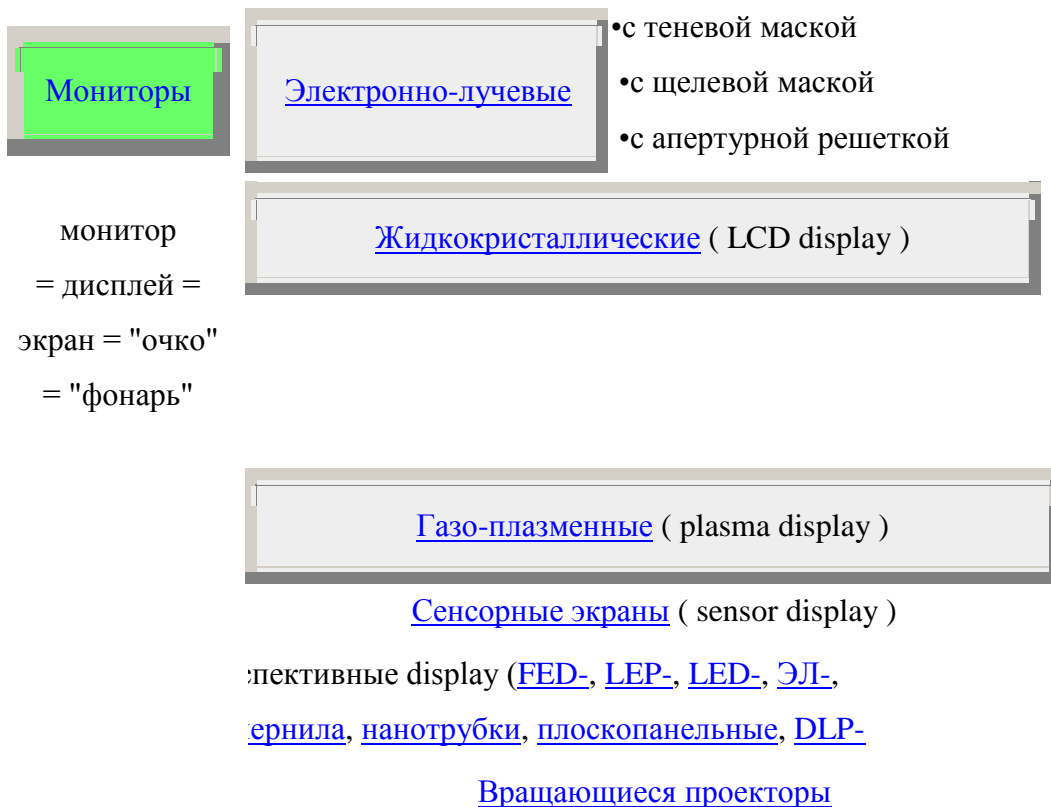 Мониторы
Электронно-лучевые
•с теневой маской
•с щелевой маской
•с апертурной решеткой
монитор
= дисплей =
экран = "очко"
= "фонарь"
Жидкокристаллические ( LCD display )
Газо-плазменные ( plasma display )
Сенсорные экраны ( sensor display )
display (FED-, LEP-, LED-, ЭЛ-,
нанотрубки, плоскопанельные, DLP-
Вращающиеся проекторы